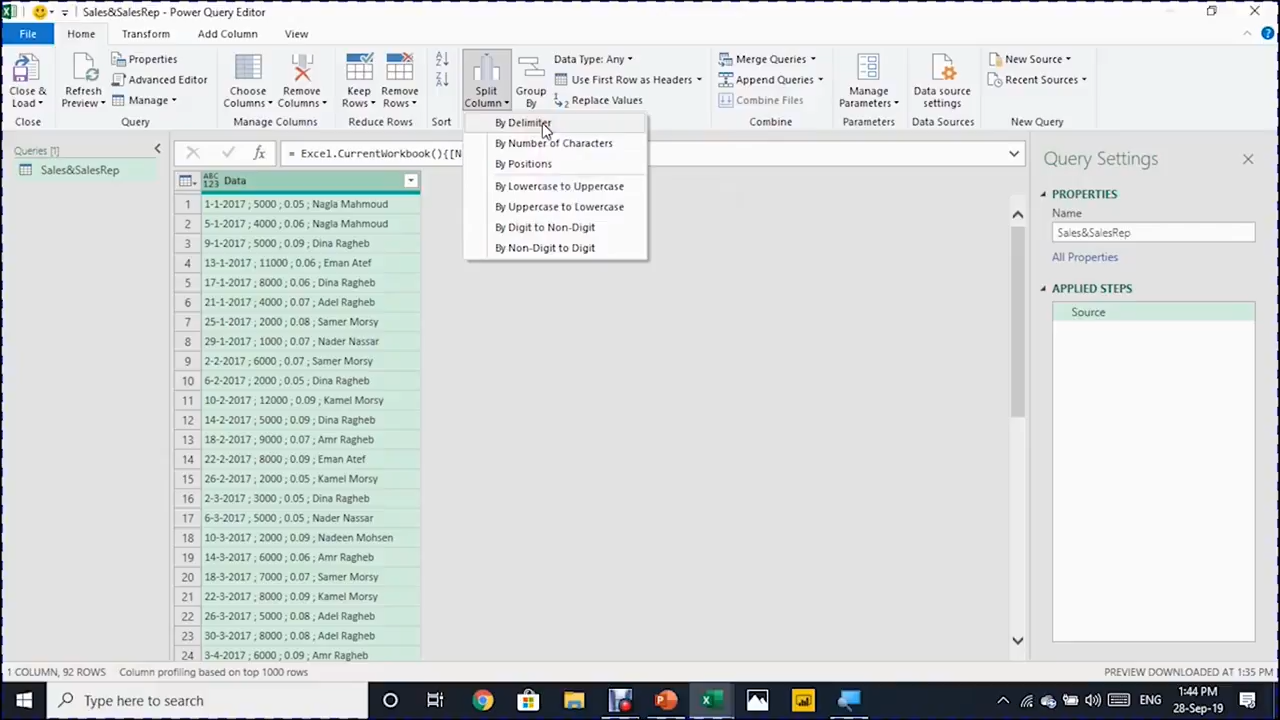 Sales&SalesRep - Power Query Editor
File Home Transform Add Column View
Close & Load
Refresh Preview
Properties
Advanced Editor
Manage
Choose Columns
Remove Columns
Keep Rows
Remove Rows
Split Column
Group By
Data Type: Any
Use First Row as Headers
Replace Values
Merge Queries
Append Queries
Combine Files
Manage Parameters
Data source settings
New Source
Recent Sources
Close Query Manage Columns Reduce Rows Sort Combine Parameters Data Sources New Query
By Delimiter
By Number of Characters
By Positions
By Lowercase to Uppercase
By Uppercase to Lowercase
By Digit to Non-Digit
By Non-Digit to Digit
Queries [1]
Sales&SalesRep
fx = Excel.CurrentWorkbook(){[N
ABC 123 Data
1 1-1-2017 ; 5000 ; 0.05 ; Nagla Mahmoud
2 5-1-2017 ; 4000 ; 0.06 ; Nagla Mahmoud
3 9-1-2017 ; 5000 ; 0.09 ; Dina Ragheb
4 13-1-2017 ; 11000 ; 0.06 ; Eman Atef
5 17-1-2017 ; 8000 ; 0.06 ; Dina Ragheb
6 21-1-2017 ; 4000 ; 0.07 ; Adel Ragheb
7 25-1-2017 ; 2000 ; 0.08 ; Samer Morsy
8 29-1-2017 ; 1000 ; 0.07 ; Nader Nassar
9 2-2-2017 ; 6000 ; 0.07 ; Samer Morsy
10 6-2-2017 ; 2000 ; 0.05 ; Dina Ragheb
11 10-2-2017 ; 12000 ; 0.09 ; Kamel Morsy
12 14-2-2017 ; 5000 ; 0.09 ; Dina Ragheb
13 18-2-2017 ; 9000 ; 0.07 ; Amr Ragheb
14 22-2-2017 ; 8000 ; 0.09 ; Eman Atef
15 26-2-2017 ; 2000 ; 0.05 ; Kamel Morsy
16 2-3-2017 ; 3000 ; 0.05 ; Dina Ragheb
17 6-3-2017 ; 5000 ; 0.05 ; Nader Nassar
18 10-3-2017 ; 2000 ; 0.09 ; Nadeen Mohsen
19 14-3-2017 ; 6000 ; 0.06 ; Amr Ragheb
20 18-3-2017 ; 7000 ; 0.07 ; Samer Morsy
21 22-3-2017 ; 8000 ; 0.09 ; Kamel Morsy
22 26-3-2017 ; 5000 ; 0.08 ; Adel Ragheb
23 30-3-2017 ; 8000 ; 0.08 ; Adel Ragheb
24 3-4-2017 ; 6000 ; 0.09 ; Amr Ragheb
Query Settings
PROPERTIES
Name
Sales&SalesRep
All Properties
APPLIED STEPS
Source
1 COLUMN, 92 ROWS Column profiling based on top 1000 rows
PREVIEW DOWNLOADED AT 1:35 PM
Type here to search
ENG
1:44 PM
28-Sep-19